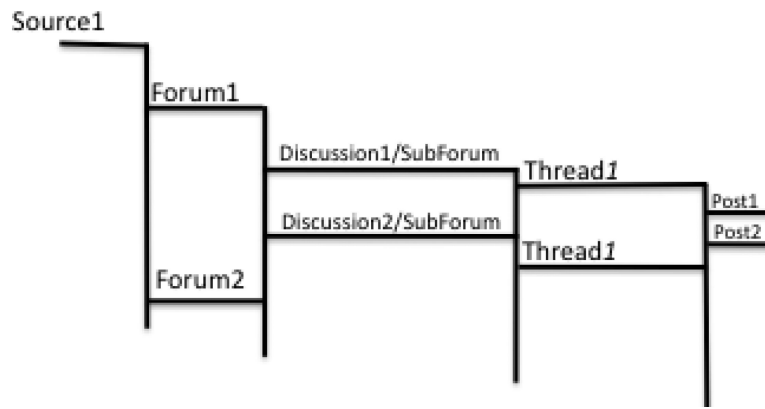 Source1
Forum1
Discussion1/SubForum
Thread1
Post1
Discussion2/SubForum
Post2
Thread1
Forum2